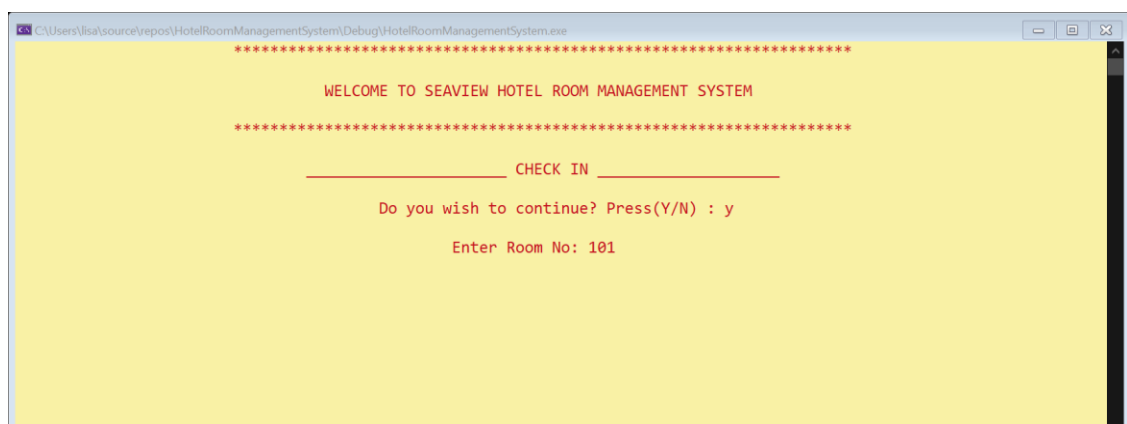 C:\Users\lisa\source\repos\HotelRoomManagementSystem\Debug\HotelRoomManagementSystem.exe
********************************************************************
WELCOME TO SEAVIEW HOTEL ROOM MANAGEMENT SYSTEM
********************************************************************
______________________ CHECK IN ____________________
Do you wish to continue? Press(Y/N) : y
Enter Room No: 101